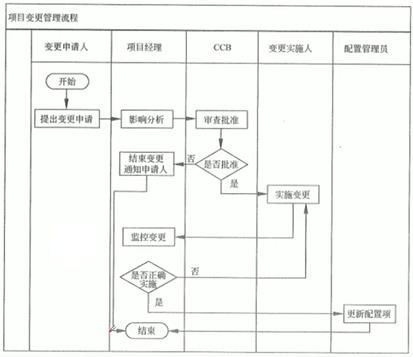 项目变更管理流程
变更申请人
项目经理
CCB
变更实施人
配置管理员
开始
提出变更申请
影响分析
审查批准
结束变更
通知申请人
否
是否批准
是
实施变更
监控变更
是否正确
实施
否
是
更新配置项
结束